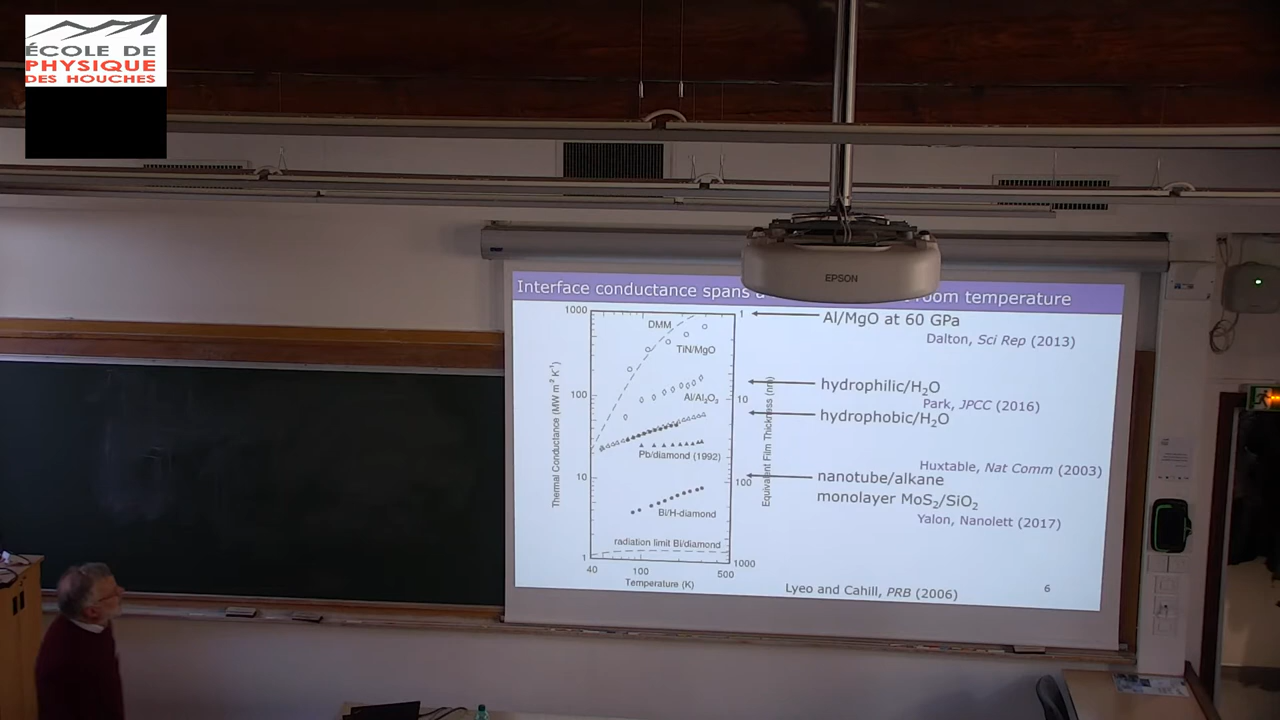 ÉCOLE DE
PHYSIQUE
DES HOUCHES
EPSON
Interface conductance spans room temperature
1000
100
10
1
Thermal Conductance (MW m⁻² K⁻¹)
DMM
TiN/MgO
Al/Al₂O₃
Pb/diamond (1992)
Bi/H-diamond
radiation limit Bi/diamond
40
100
500
Temperature (K)
1
10
100
1000
Equivalent Film Thickness (nm)
Al/MgO at 60 GPa
Dalton, Sci Rep (2013)
hydrophilic/H₂O
Park, JPCC (2016)
hydrophobic/H₂O
Huxtable, Nat Comm (2003)
nanotube/alkane
monolayer MoS₂/SiO₂
Yalon, Nanolett (2017)
Lyeo and Cahill, PRB (2006)
6